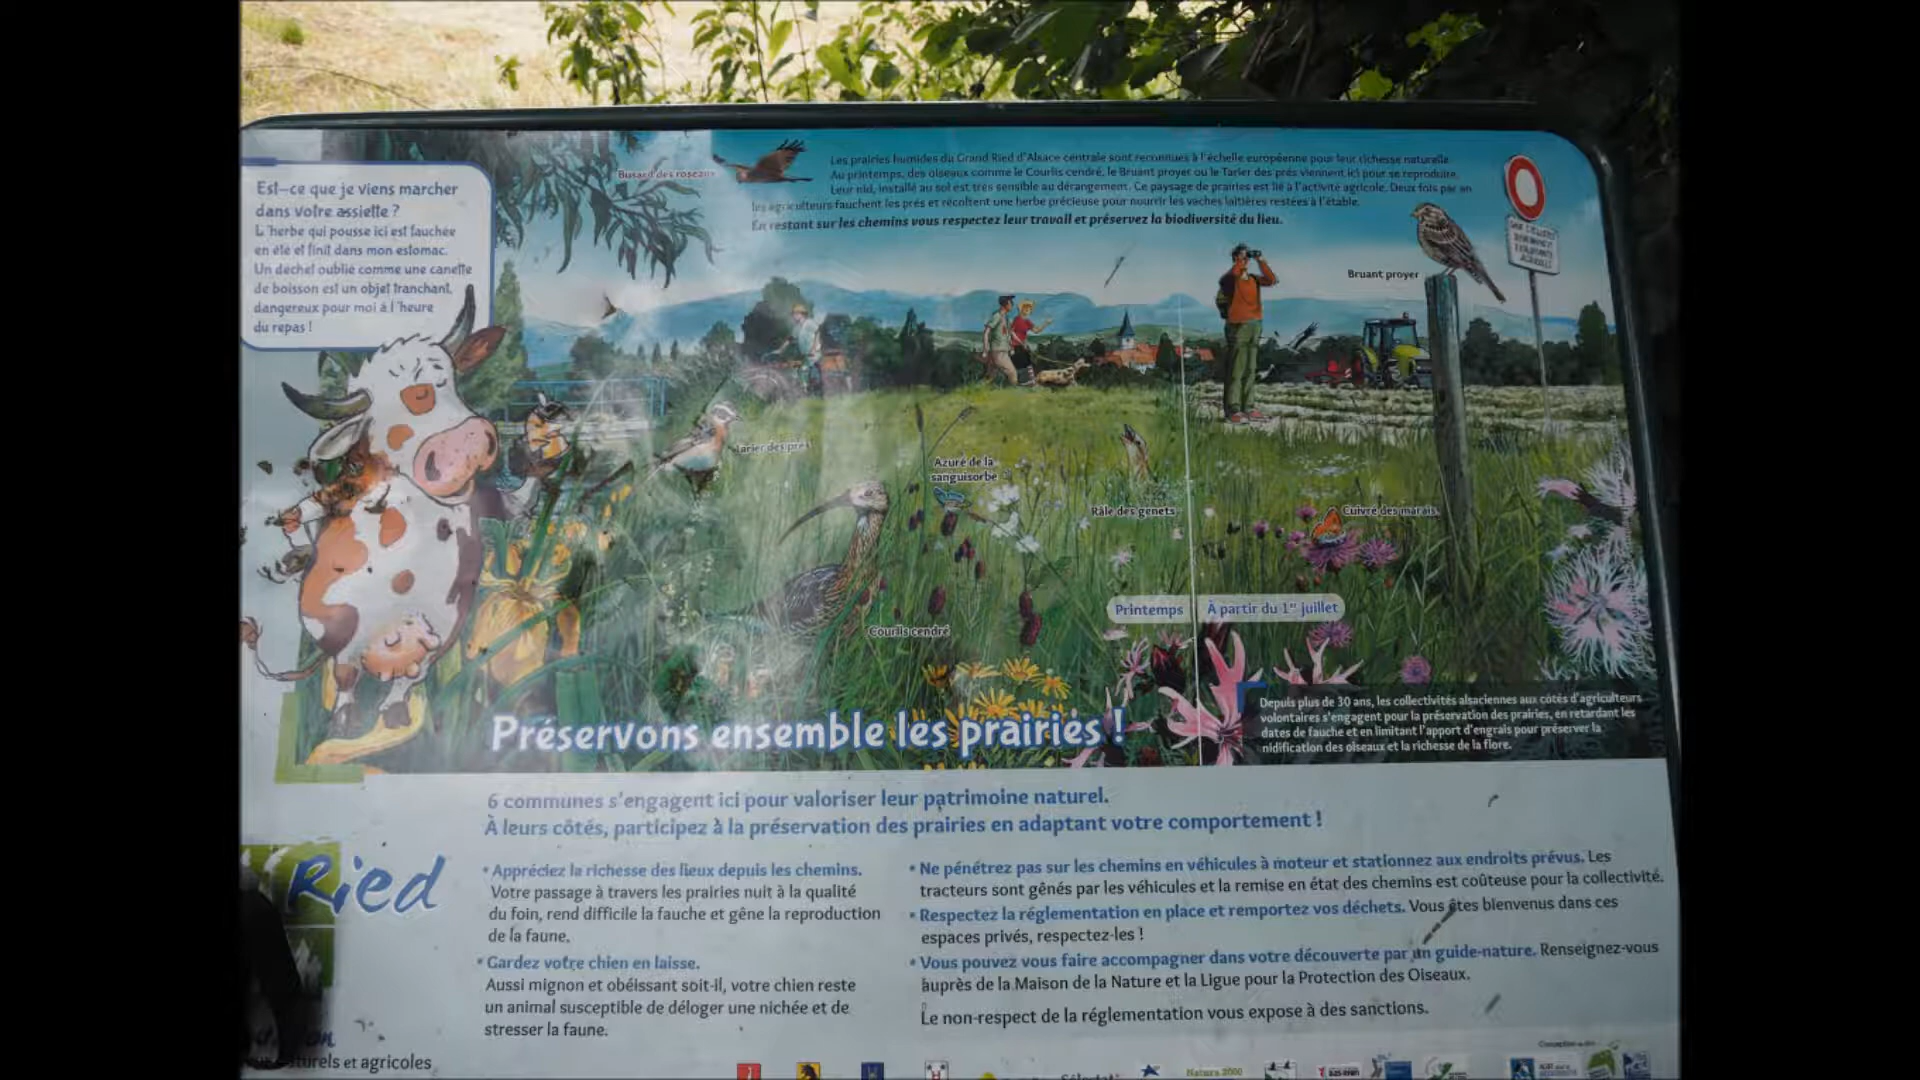 Est-ce que je viens marcher
dans votre assiette ?
L'herbe qui pousse ici est fauchée
en été et finit dans mon estomac.
Un déchet oublié comme une canette
de boisson est un objet tranchant,
dangereux pour moi à l'heure
du repas !
Busard des roseaux
Les prairies humides du Grand Ried d'Alsace centrale sont reconnues à l'échelle européenne pour leur richesse naturelle.
Au printemps, des oiseaux comme le Courlis cendré, le Bruant proyer ou le Tarier des prés viennent ici pour se reproduire.
Leur nid, installé au sol est très sensible au dérangement. Ce paysage de prairies est lié à l'activité agricole. Deux fois par an
les agriculteurs fauchent les prés et récoltent une herbe précieuse pour nourrir les vaches laitières restées à l'étable.
En restant sur les chemins vous respectez leur travail et préservez la biodiversité du lieu.
Bruant proyer
Tarier des prés
Azuré de la
sanguisorbe
Râle des genets
Cuivré des marais
Courlis cendré
Printemps
À partir du 1er juillet
Préservons ensemble les prairies !
Depuis plus de 30 ans, les collectivités alsaciennes aux côtés d'agriculteurs
volontaires s'engagent pour la préservation des prairies, en retardant les
dates de fauche et en limitant l'apport d'engrais pour préserver la
nidification des oiseaux et la richesse de la flore.
6 communes s'engagent ici pour valoriser leur patrimoine naturel.
À leurs côtés, participez à la préservation des prairies en adaptant votre comportement !
Ried
• Appréciez la richesse des lieux depuis les chemins.
Votre passage à travers les prairies nuit à la qualité
du foin, rend difficile la fauche et gêne la reproduction
de la faune.
• Gardez votre chien en laisse.
Aussi mignon et obéissant soit-il, votre chien reste
un animal susceptible de déloger une nichée et de
stresser la faune.
• Ne pénétrez pas sur les chemins en véhicules à moteur et stationnez aux endroits prévus. Les
tracteurs sont gênés par les véhicules et la remise en état des chemins est coûteuse pour la collectivité.
• Respectez la réglementation en place et remportez vos déchets. Vous êtes bienvenus dans ces
espaces privés, respectez-les !
• Vous pouvez vous faire accompagner dans votre découverte par un guide-nature. Renseignez-vous
auprès de la Maison de la Nature et la Ligue pour la Protection des Oiseaux.
Le non-respect de la réglementation vous expose à des sanctions.
et agricoles
Natura 2000